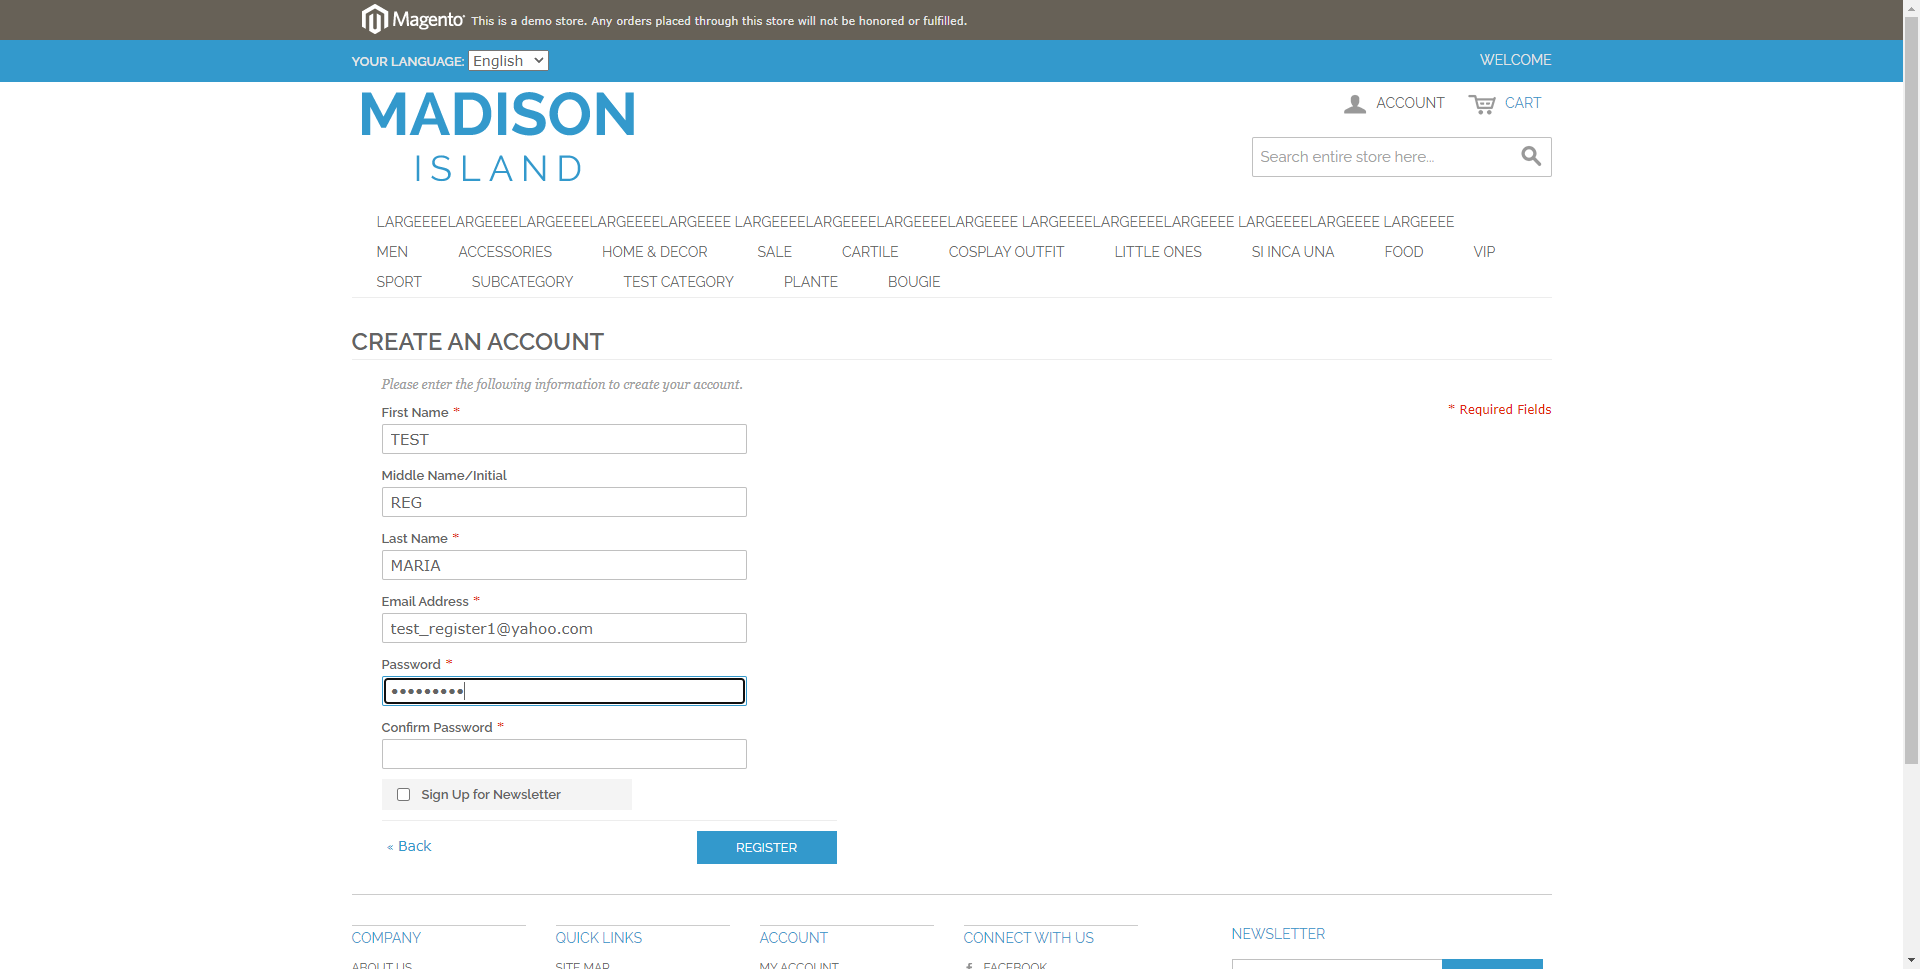 Magento This is a demo store. Any orders placed through this store will not be honored or fulfilled.
YOUR LANGUAGE: English WELCOME
MADISON
ISLAND
ACCOUNT CART
Search entire store here...
LARGEEEELARGEEEELARGEEEELARGEEEELARGEEEE LARGEEEELARGEEEELARGEEEELARGEEEE LARGEEEELARGEEEELARGEEEE LARGEEEELARGEEEE LARGEEEE
MEN ACCESSORIES HOME & DECOR SALE CARTILE COSPLAY OUTFIT LITTLE ONES SI INCA UNA FOOD VIP
SPORT SUBCATEGORY TEST CATEGORY PLANTE BOUGIE
CREATE AN ACCOUNT
Please enter the following information to create your account.
* Required Fields
First Name *
TEST
Middle Name/Initial
REG
Last Name *
MARIA
Email Address *
test_register1@yahoo.com
Password *
•••••••••
Confirm Password *
Sign Up for Newsletter
« Back REGISTER
COMPANY QUICK LINKS ACCOUNT CONNECT WITH US NEWSLETTER
ABOUT US SITE MAP MY ACCOUNT FACEBOOK